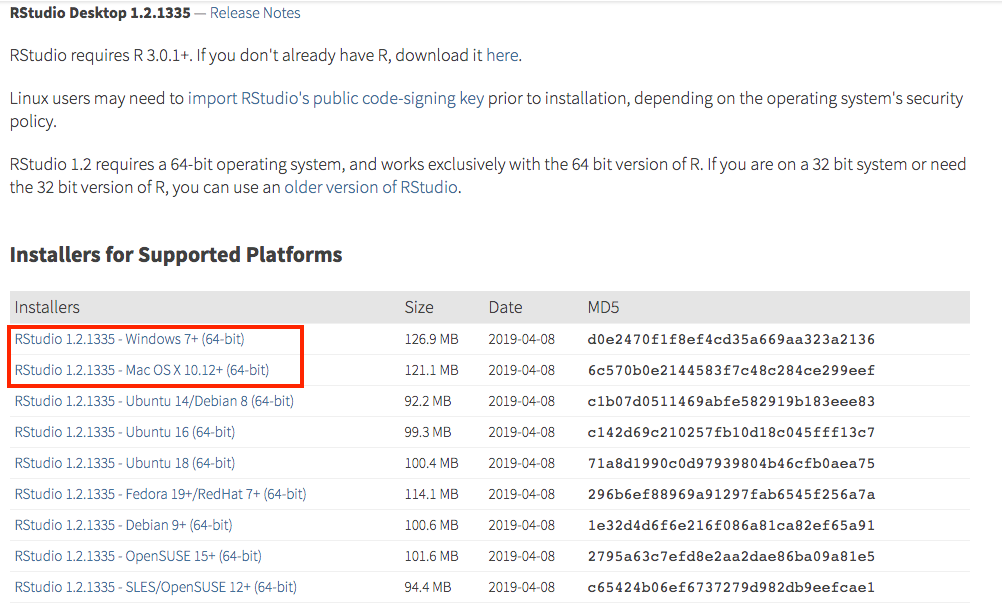 RStudio Desktop 1.2.1335 — Release Notes
RStudio requires R 3.0.1+. If you don't already have R, download it here.
Linux users may need to import RStudio's public code-signing key prior to installation, depending on the operating system's security
policy.
RStudio 1.2 requires a 64-bit operating system, and works exclusively with the 64 bit version of R. If you are on a 32 bit system or need
the 32 bit version of R, you can use an older version of RStudio.
Installers for Supported Platforms
Installers Size Date MD5
RStudio 1.2.1335 - Windows 7+ (64-bit) 126.9 MB 2019-04-08 d0e2470f1f8ef4cd35a669aa323a2136
RStudio 1.2.1335 - Mac OS X 10.12+ (64-bit) 121.1 MB 2019-04-08 6c570b0e2144583f7c48c284ce299eef
RStudio 1.2.1335 - Ubuntu 14/Debian 8 (64-bit) 92.2 MB 2019-04-08 c1b07d0511469abfe582919b183eee83
RStudio 1.2.1335 - Ubuntu 16 (64-bit) 99.3 MB 2019-04-08 c142d69c210257fb10d18c045fff13c7
RStudio 1.2.1335 - Ubuntu 18 (64-bit) 100.4 MB 2019-04-08 71a8d1990c0d97939804b46cfb0aea75
RStudio 1.2.1335 - Fedora 19+/RedHat 7+ (64-bit) 114.1 MB 2019-04-08 296b6ef88969a91297fab6545f256a7a
RStudio 1.2.1335 - Debian 9+ (64-bit) 100.6 MB 2019-04-08 1e32d4d6f6e216f086a81ca82ef65a91
RStudio 1.2.1335 - OpenSUSE 15+ (64-bit) 101.6 MB 2019-04-08 2795a63c7efd8e2aa2dae86ba09a81e5
RStudio 1.2.1335 - SLES/OpenSUSE 12+ (64-bit) 94.4 MB 2019-04-08 c65424b06ef6737279d982db9eefcae1